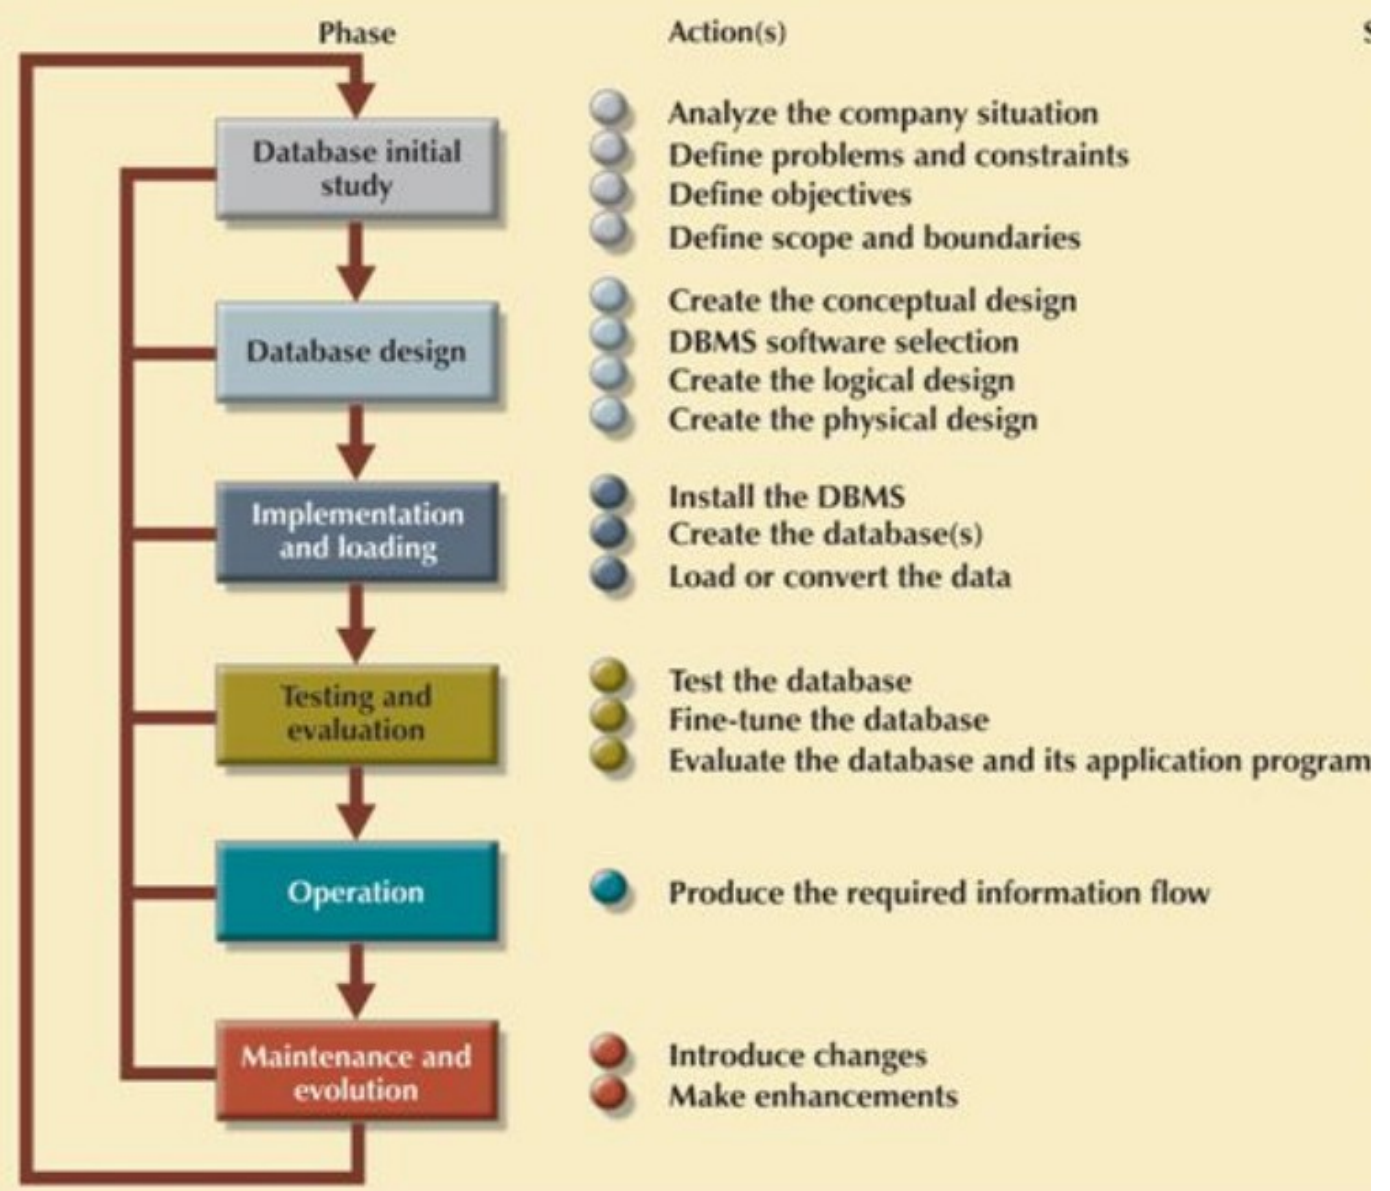 Phase
Action(s)
Database initial
study
Analyze the company situation
Define problems and constraints
Define objectives
Define scope and boundaries
Database design
Create the conceptual design
DBMS software selection
Create the logical design
Create the physical design
Implementation
and loading
Install the DBMS
Create the database(s)
Load or convert the data
Testing and
evaluation
Test the database
Fine-tune the database
Evaluate the database and its application program
Operation
Produce the required information flow
Maintenance and
evolution
Introduce changes
Make enhancements